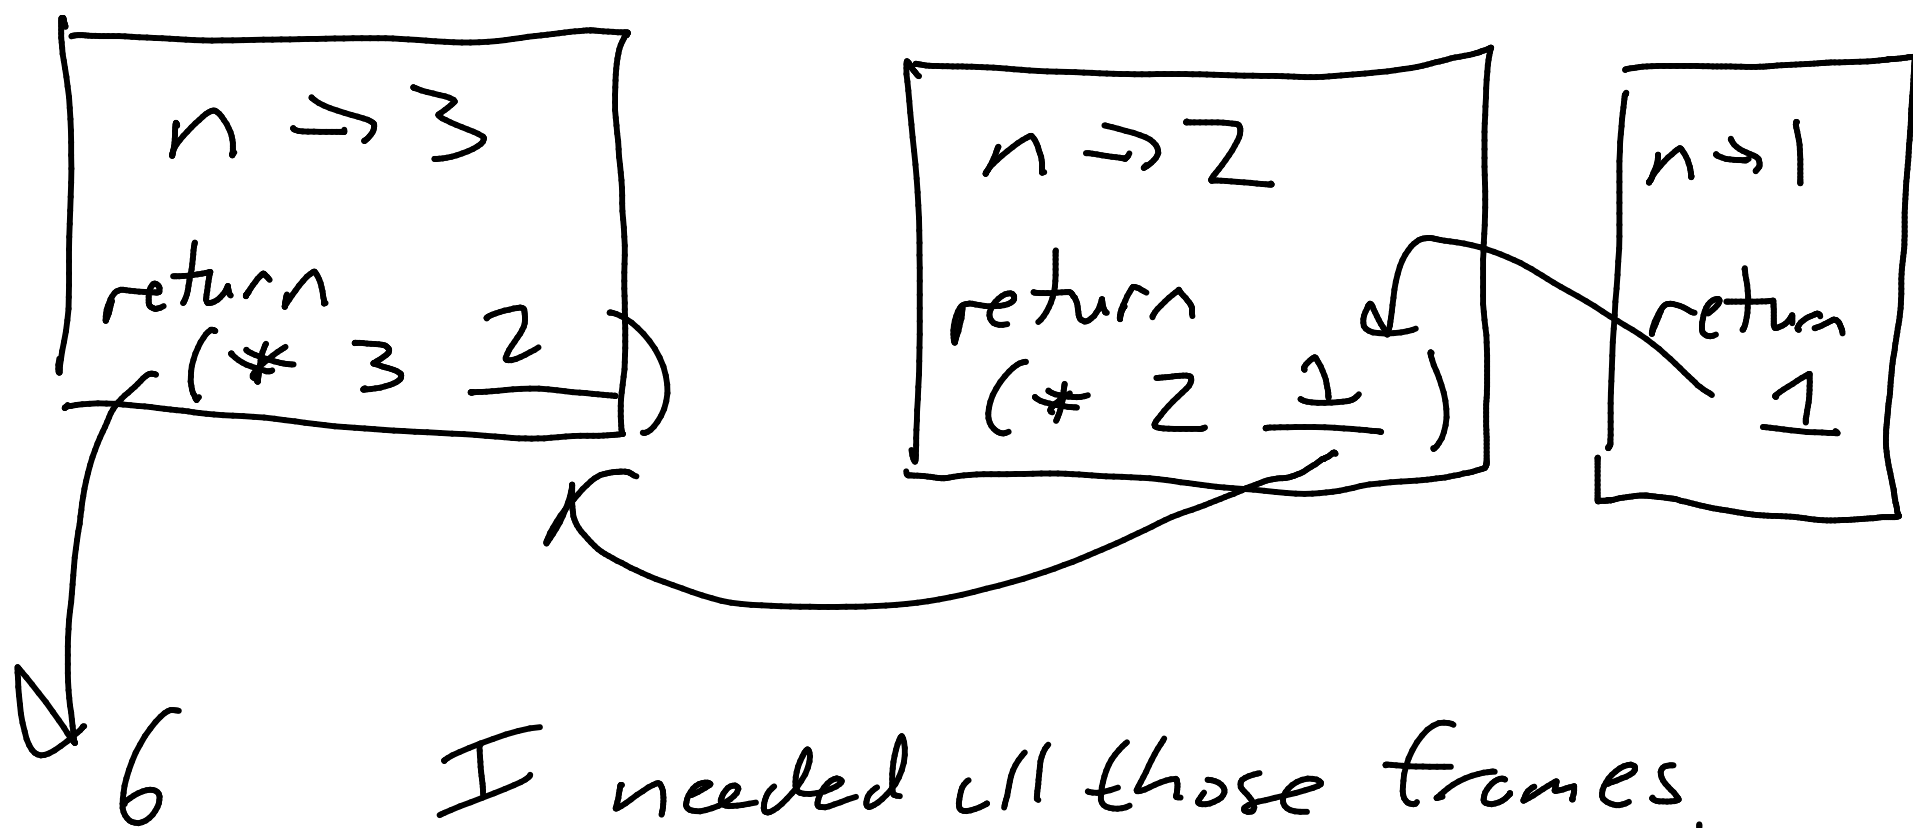 n → 3
return
(* 3 2)
n → 2
return
(* 2 1)
n → 1
return
1
6
I needed all those frames.